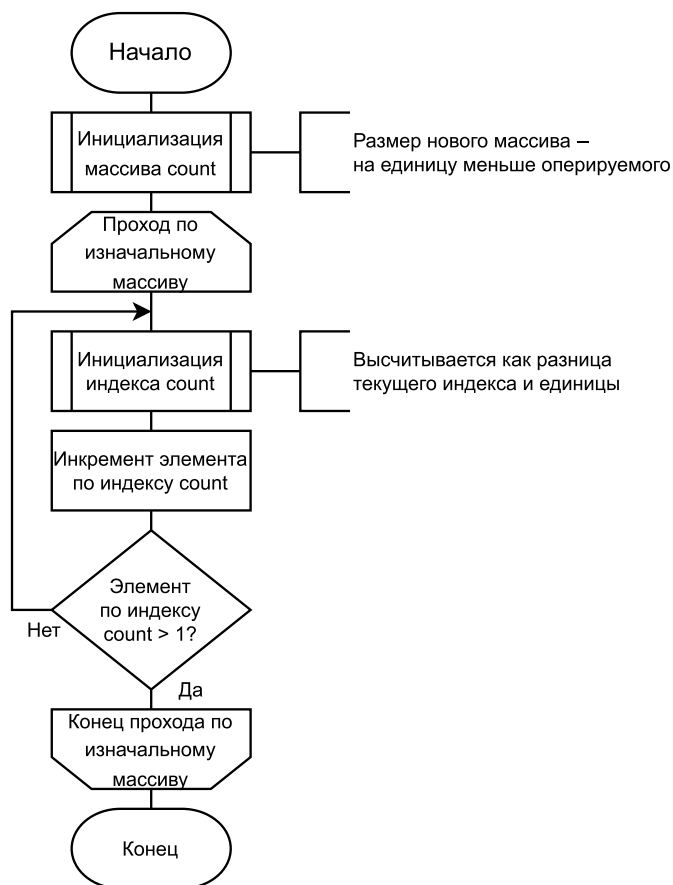 Начало
Инициализация
массива count
Размер нового массива –
на единицу меньше оперируемого
Проход по
изначальному
массиву
Инициализация
индекса count
Высчитывается как разница
текущего индекса и единицы
Инкремент элемента
по индексу count
Элемент
по индексу
count > 1?
Нет
Да
Конец прохода по
изначальному
массиву
Конец